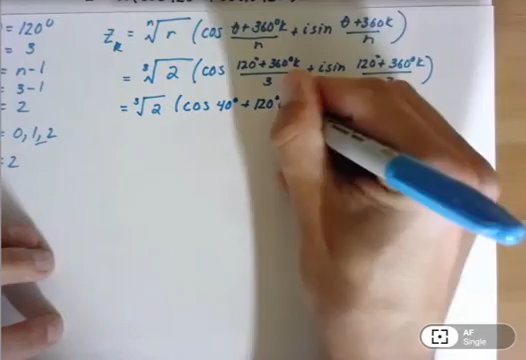 = 120°
= 3
= n-1
= 3-1
= 2
= 0,1,2
= 2
z_k = ⁿ√r (cos (θ+360°k)/n + i sin (θ+360k)/n)
= ³√2 (cos (120°+360°k)/3 + i sin (120°+360°k)/3)
= ³√2 (cos 40°+120°
AF
Single